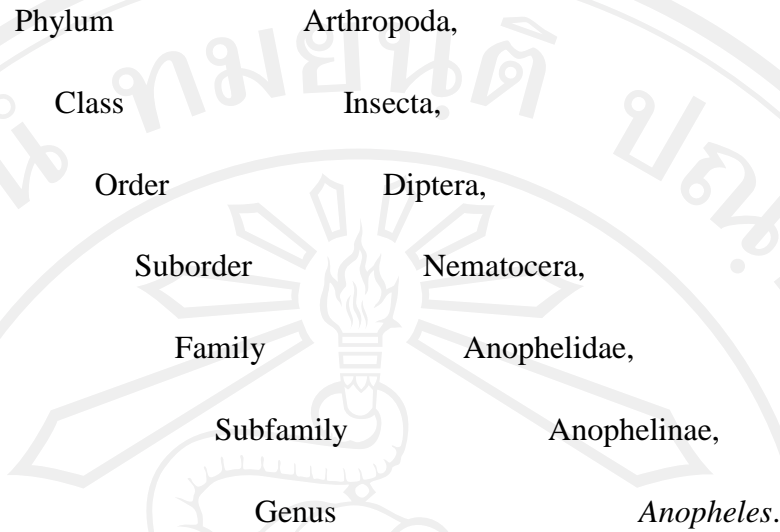 Phylum Arthropoda,
Class Insecta,
Order Diptera,
Suborder Nematocera,
Family Anophelidae,
Subfamily Anophelinae,
Genus Anopheles.